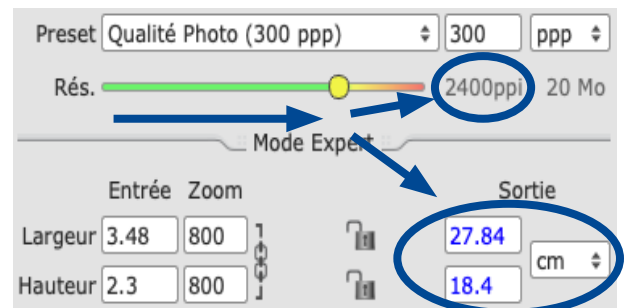 Preset Qualité Photo (300 ppp) 300 ppp
Rés. 2400ppi 20 Mo
Mode Expert
Entrée Zoom Sortie
Largeur 3.48 800 27.84
cm
Hauteur 2.3 800 18.4